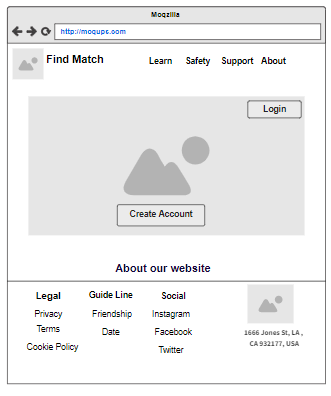 Moqzilla
http://moqups.com
Find Match
Learn Safety Support About
Login
Create Account
About our website
Legal Guide Line Social
Privacy Friendship Instagram
Terms Date Facebook
Cookie Policy Twitter
1666 Jones St, LA ,
CA 932177, USA